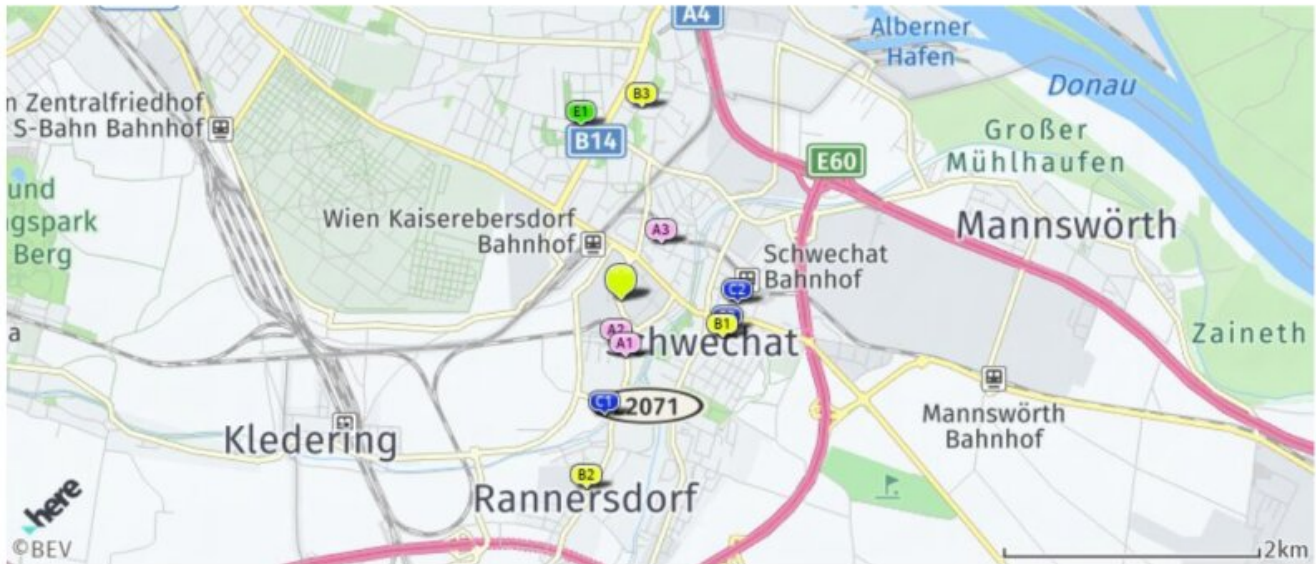 A4
Alberner
Hafen
Donau
B3
E1
n Zentralfriedhof
S-Bahn Bahnhof
B14
Großer
Mühlhaufen
E60
und
ngspark
Berg
Wien Kaiserebersdorf
Bahnhof
A3
Mannswörth
Schwechat
Bahnhof
C2
B1
A2
A1
chwechat
a
Zaineth
C1
2071
Mannswörth
Bahnhof
Kledering
B2
Rannersdorf
here
©BEV
2km